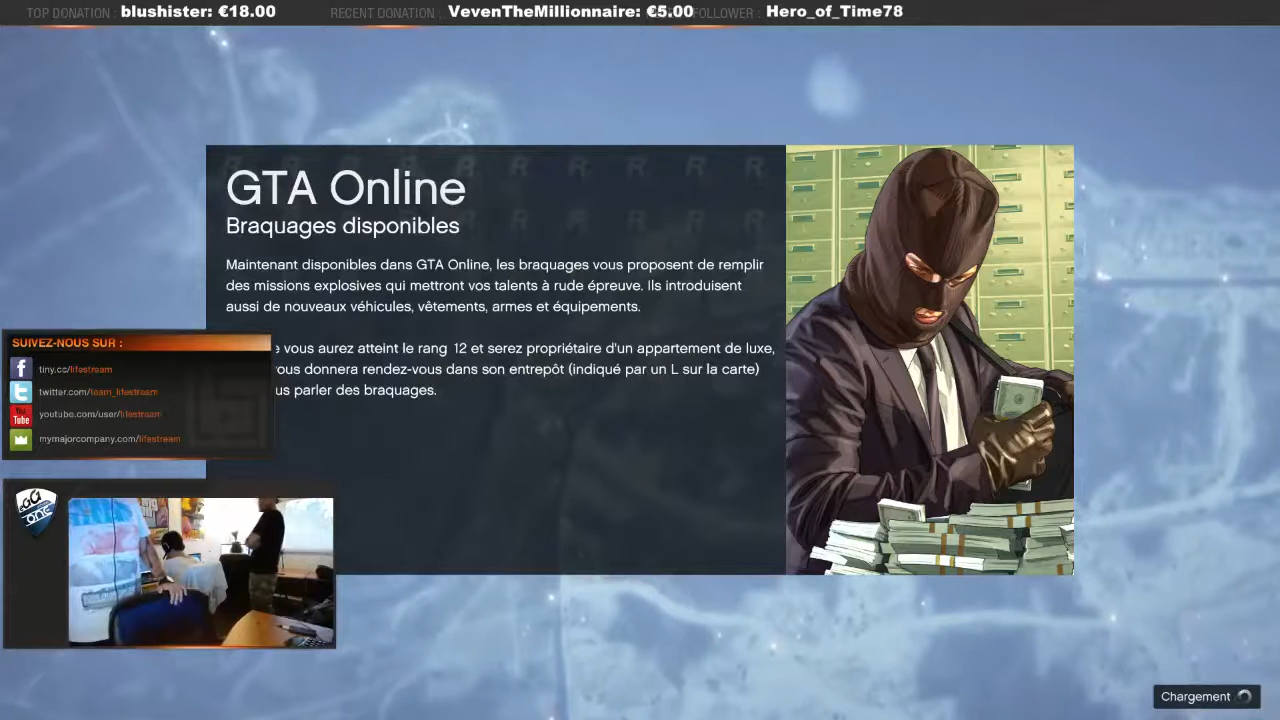 TOP DONATION : blushister: €18.00 RECENT DONATION : VevenTheMillionnaire: €5.00 FOLLOWER : Hero_of_Time78
GTA Online
Braquages disponibles
Maintenant disponibles dans GTA Online, les braquages vous proposent de remplir
des missions explosives qui mettront vos talents à rude épreuve. Ils introduisent
aussi de nouveaux véhicules, vêtements, armes et équipements.
vous aurez atteint le rang 12 et serez propriétaire d'un appartement de luxe,
vous donnera rendez-vous dans son entrepôt (indiqué par un L sur la carte)
parler des braquages.
SUIVEZ-NOUS SUR :
tiny.cc/lifestream
twitter.com/team_lifestream
You Tube
youtube.com/user/lifestream
mymajorcompany.com/lifestream
GG
one
Chargement